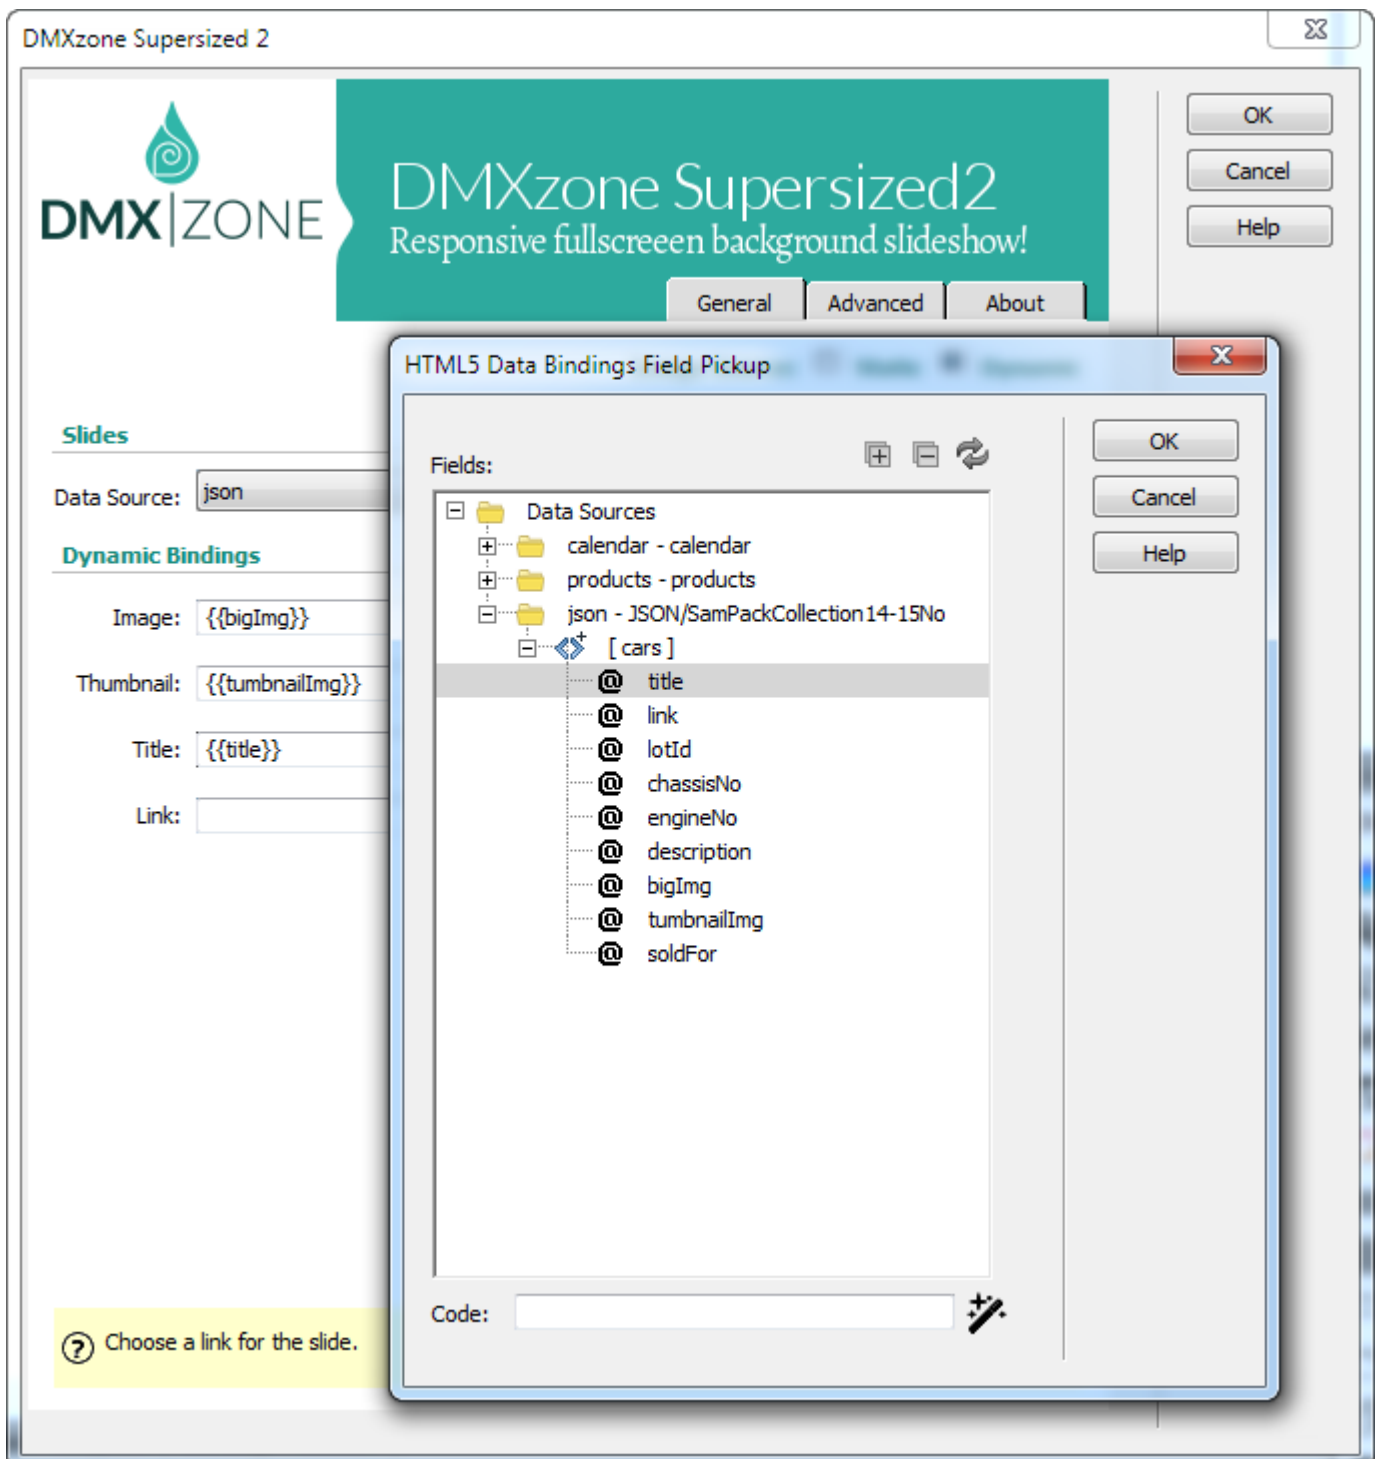 DMXzone Supersized 2
DMX|ZONE
DMXzone Supersized2
Responsive fullscreeen background slideshow!
General
Advanced
About
OK
Cancel
Help
Slides
Data Source:
json
Dynamic Bindings
Image:
{{bigImg}}
Thumbnail:
{{tumbnailImg}}
Title:
{{title}}
Link:
Choose a link for the slide.
HTML5 Data Bindings Field Pickup
Fields:
Data Sources
calendar - calendar
products - products
json - JSON/SamPackCollection14-15No
[ cars ]
title
link
lotId
chassisNo
engineNo
description
bigImg
tumbnailImg
soldFor
Code:
OK
Cancel
Help